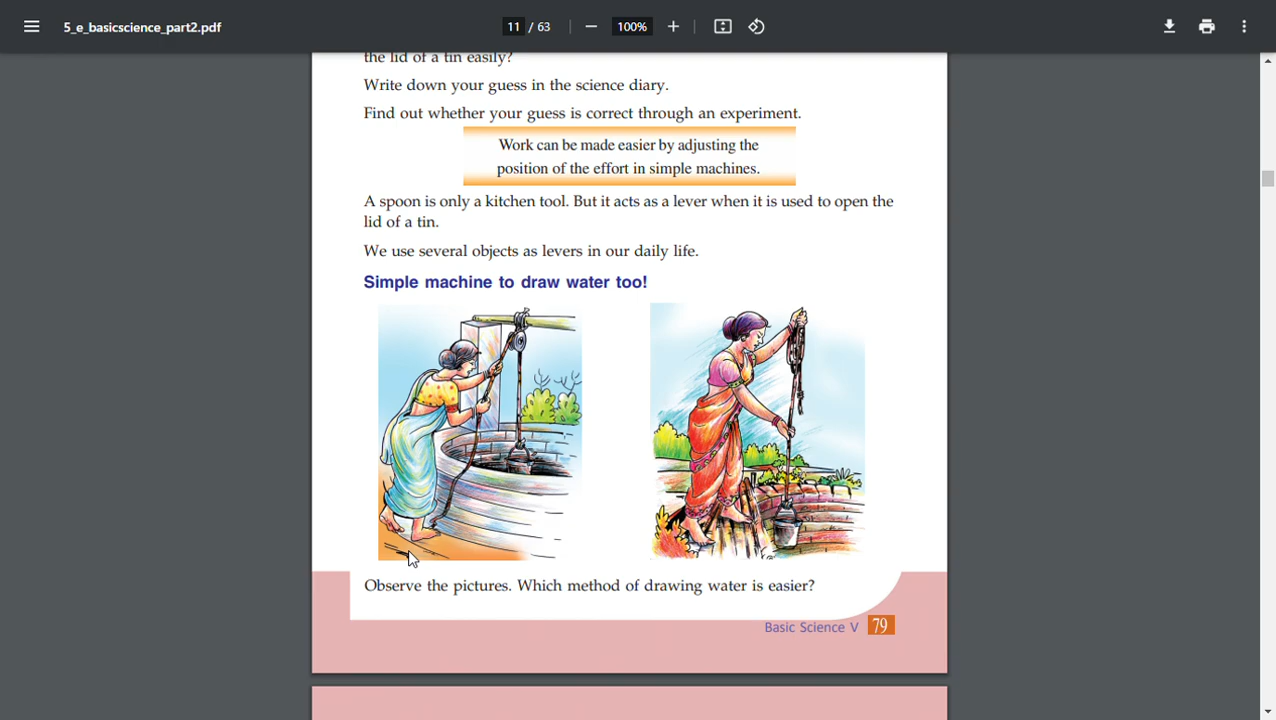 5_e_basicscience_part2.pdf
11 / 63
100%
the lid of a tin easily?
Write down your guess in the science diary.
Find out whether your guess is correct through an experiment.
Work can be made easier by adjusting the
position of the effort in simple machines.
A spoon is only a kitchen tool. But it acts as a lever when it is used to open the
lid of a tin.
We use several objects as levers in our daily life.
Simple machine to draw water too!
Observe the pictures. Which method of drawing water is easier?
Basic Science V 79